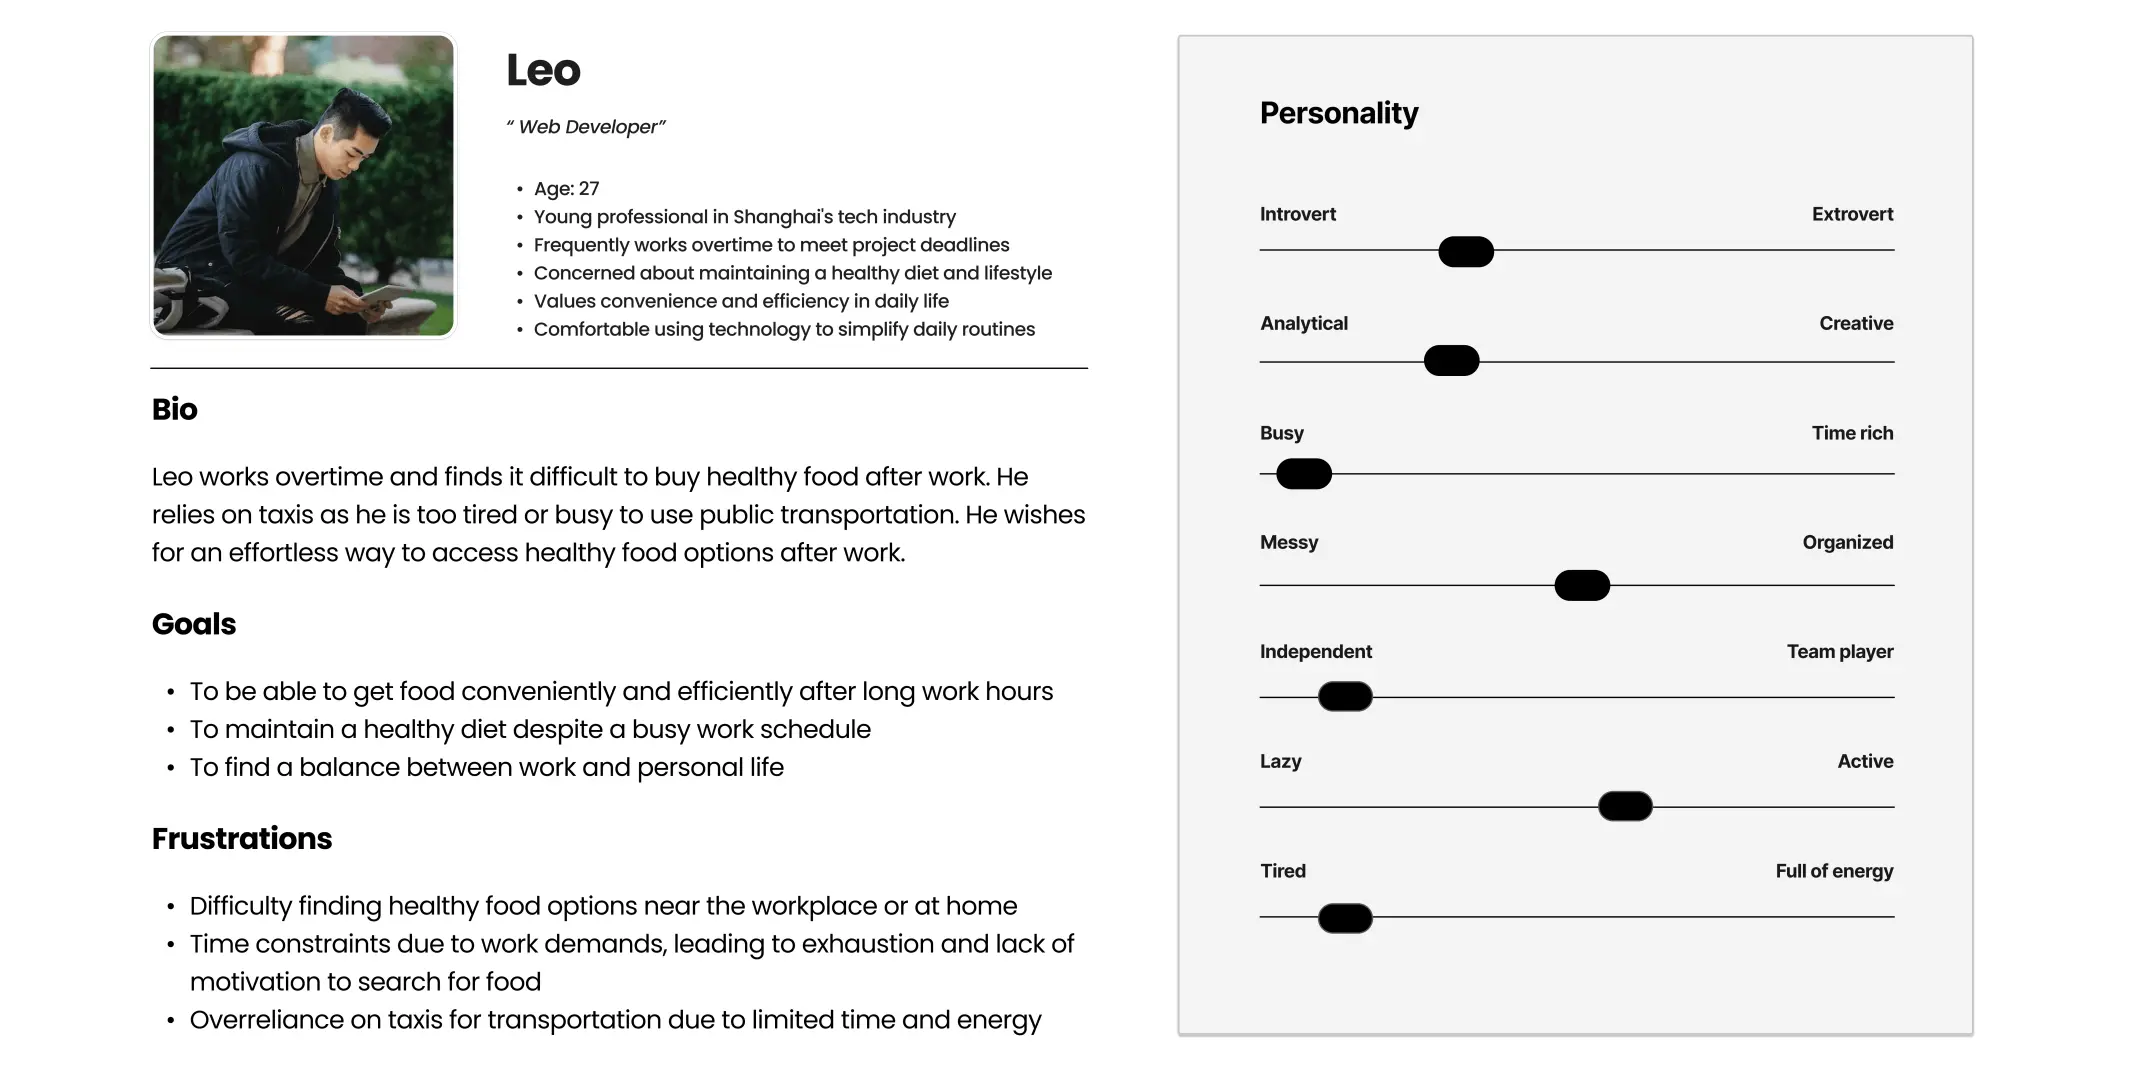 Leo
“ Web Developer”
• Age: 27
• Young professional in Shanghai's tech industry
• Frequently works overtime to meet project deadlines
• Concerned about maintaining a healthy diet and lifestyle
• Values convenience and efficiency in daily life
• Comfortable using technology to simplify daily routines
Bio
Leo works overtime and finds it difficult to buy healthy food after work. He
relies on taxis as he is too tired or busy to use public transportation. He wishes
for an effortless way to access healthy food options after work.
Goals
• To be able to get food conveniently and efficiently after long work hours
• To maintain a healthy diet despite a busy work schedule
• To find a balance between work and personal life
Frustrations
• Difficulty finding healthy food options near the workplace or at home
• Time constraints due to work demands, leading to exhaustion and lack of
motivation to search for food
• Overreliance on taxis for transportation due to limited time and energy
Personality
Introvert Extrovert
Analytical Creative
Busy Time rich
Messy Organized
Independent Team player
Lazy Active
Tired Full of energy